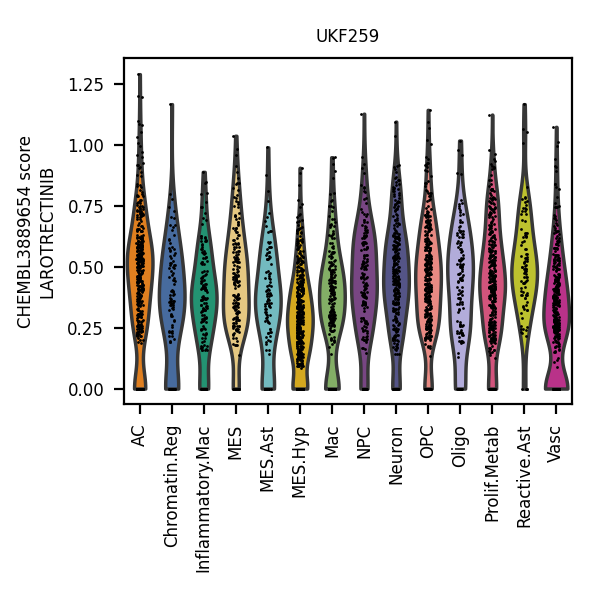 UKF259
CHEMBL3889654 score
LAROTRECTINIB
1.25
1.00
0.75
0.50
0.25
0.00
AC
Chromatin.Reg
Inflammatory.Mac
MES
MES.Ast
MES.Hyp
Mac
NPC
Neuron
OPC
Oligo
Prolif.Metab
Reactive.Ast
Vasc